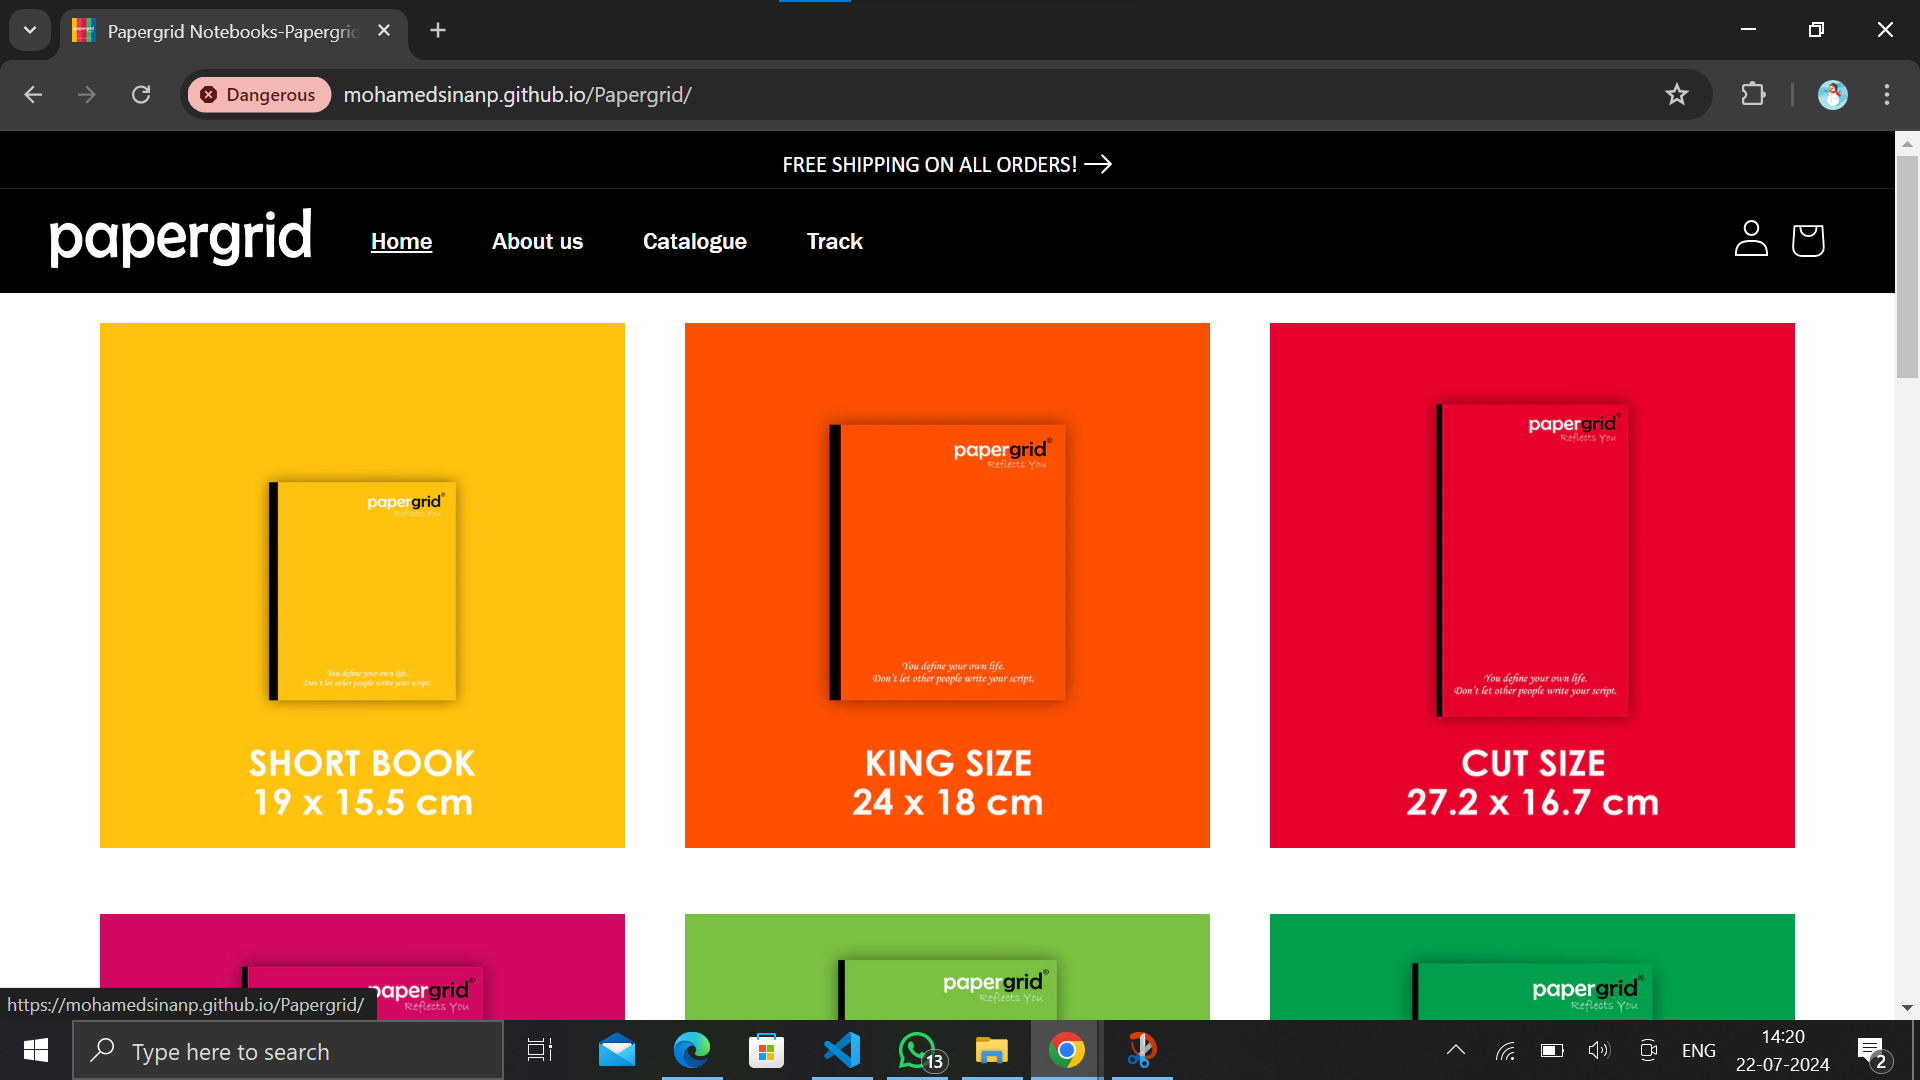 Papergrid Notebooks-Papergrid
Dangerous
mohamedsinanp.github.io/Papergrid/
FREE SHIPPING ON ALL ORDERS!
papergrid
Home
About us
Catalogue
Track
papergrid
Reflects You
You define your own life.
Don't let other people write your script.
SHORT BOOK
19 x 15.5 cm
papergrid
Reflects You
You define your own life.
Don't let other people write your script.
KING SIZE
24 x 18 cm
papergrid
Reflects You
You define your own life.
Don't let other people write your script.
CUT SIZE
27.2 x 16.7 cm
papergrid
Reflects You
papergrid
Reflects You
papergrid
Reflects You
https://mohamedsinanp.github.io/Papergrid/
Type here to search
13
ENG
14:20
22-07-2024
2